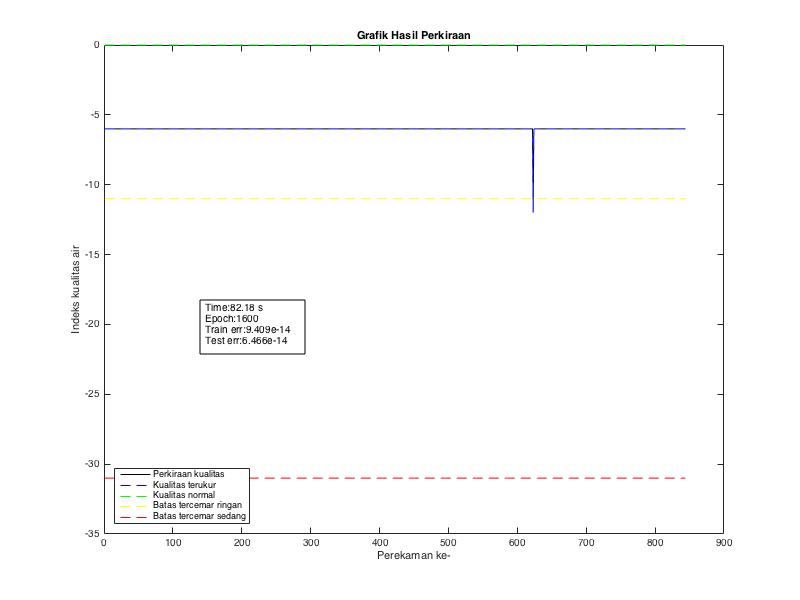 Grafik Hasil Perkiraan
0
-5
-10
-15
-20
-25
-30
-35
Indeks kualitas air
Time:82.18 s
Epoch:1600
Train err:9.409e-14
Test err:6.466e-14
Perkiraan kualitas
Kualitas terukur
Kualitas normal
Batas tercemar ringan
Batas tercemar sedang
0 100 200 300 400 500 600 700 800 900
Perekaman ke-